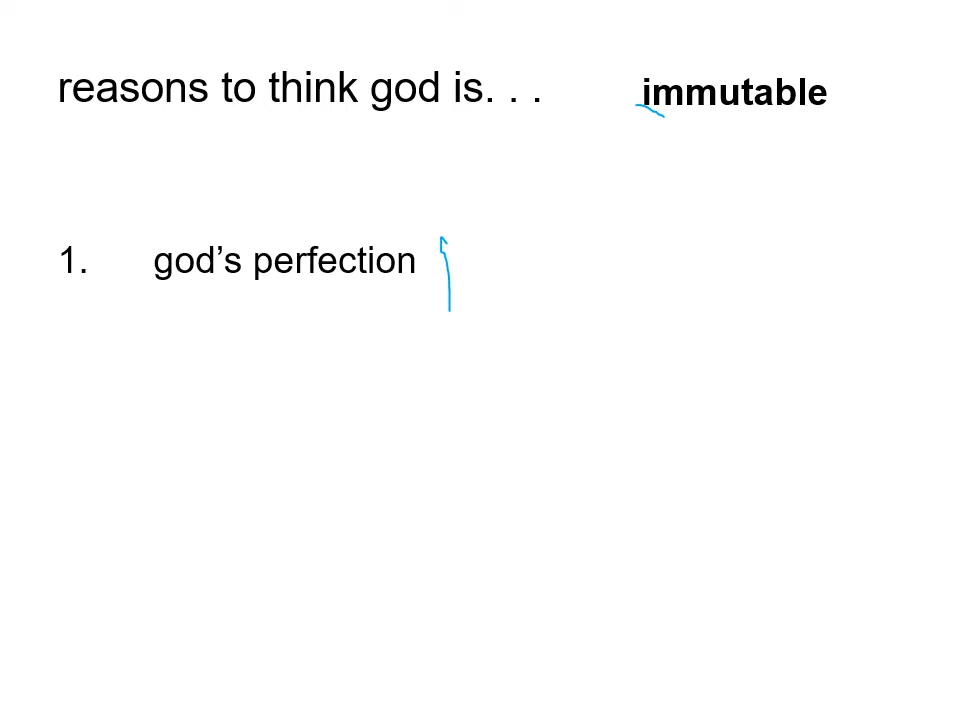 reasons to think god is. . . immutable
1. god’s perfection